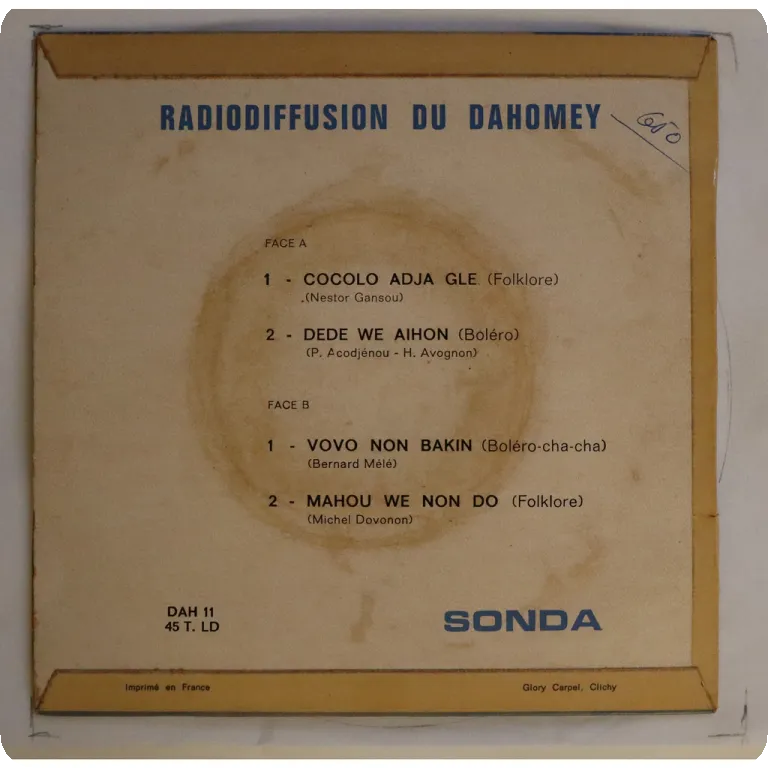 RADIODIFFUSION DU DAHOMEY
650
FACE A
1 - COCOLO ADJA GLE (Folklore)
(Nestor Gansou)
2 - DEDE WE AIHON (Boléro)
(P. Acodjénou - H. Avognon)
FACE B
1 - VOVO NON BAKIN (Boléro-cha-cha)
(Bernard Mélé)
2 - MAHOU WE NON DO (Folklore)
(Michel Dovonon)
DAH 11
45 T. LD
SONDA
Imprimé en France
Glory Carpel, Clichy